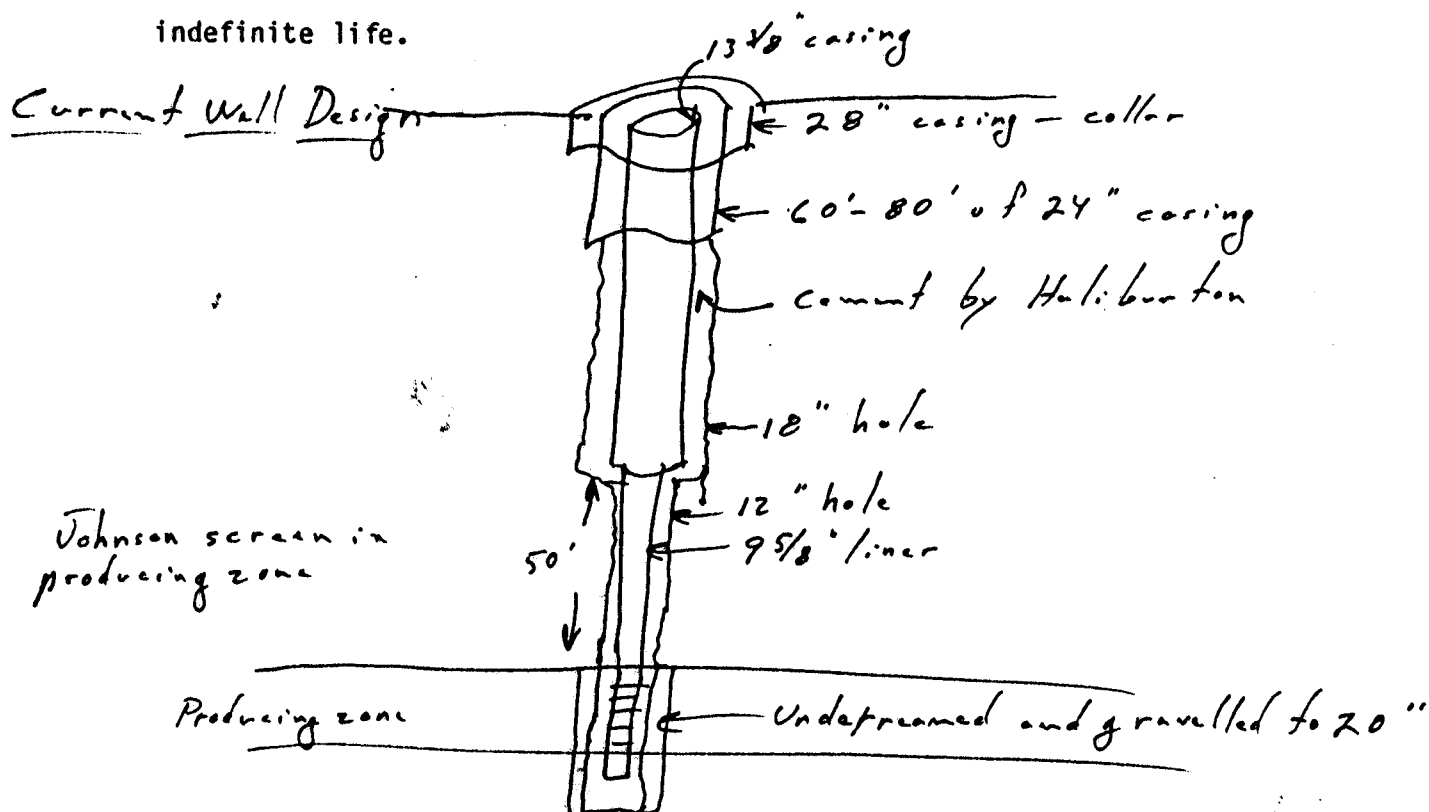 indefinite life.
13 3/8" casing
Current Well Design
28" casing - collar
60'-80' of 24" casing
cement by Haliburton
18" hole
12" hole
9 5/8" liner
50'
Johnson screen in
producing zone
Producing zone
Underreamed and gravelled to 20"